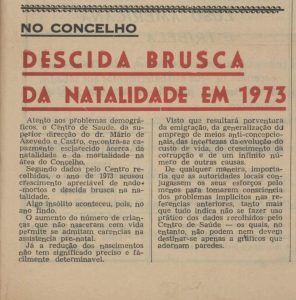 NO CONCELHO
DESCIDA BRUSCA
DA NATALIDADE EM 1973
Atento aos problemas demográ-
ficos, o Centro de Saúde, da su-
perior direcção do dr. Mário de
Azevedo e Castro, encontra-se ca-
pazmente esclarecido acerca, da
natalidade e da mortalidade na
área do Concelho.
Segundo dados pelo Centro re-
colhidos, o ano de 1973 acusou
crescimento apreciável de nado-
-mortos e descida brusca na na-
talidade.
Algo insólito aconteceu, pois, no
ano findo.
O aumento do número de crian-
ças que não nasceram com vida
permite se admitam carências na
assistência pre-natal.
Já a redução dos nascimentos
não tem significado preciso e fà-
cilmente determinável.
Visto que resultará porventura
da emigração, da generalização do
emprego de meios anti-concepcio-
nais, das incertezas da evolução do
custo de vida, do crescimento da
corrupção e de um infinito nú-
mero de outras causas.
De qualquer maneira, importa-
ria que as autoridades locais con-
jugassem os seus esforços pelo
menos para tomarem consciência
dos problemas implícitos nas re-
ferências anteriores, tanto mais
que tudo indica não se fazer uso
prático dos dados recolhidos pelo
Centro de Saúde — os quais, no
entanto, não podem nem devem
destinar-se apenas a gráficos que
adornam paredes.